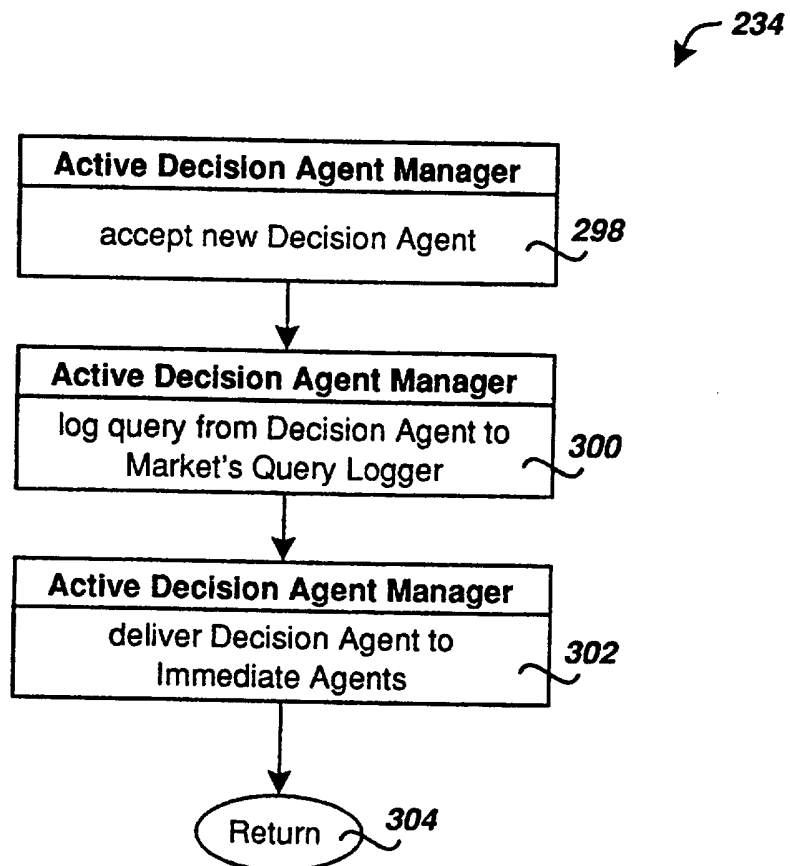 234
Active Decision Agent Manager
accept new Decision Agent
298
Active Decision Agent Manager
log query from Decision Agent to
Market's Query Logger
300
Active Decision Agent Manager
deliver Decision Agent to
Immediate Agents
302
Return
304